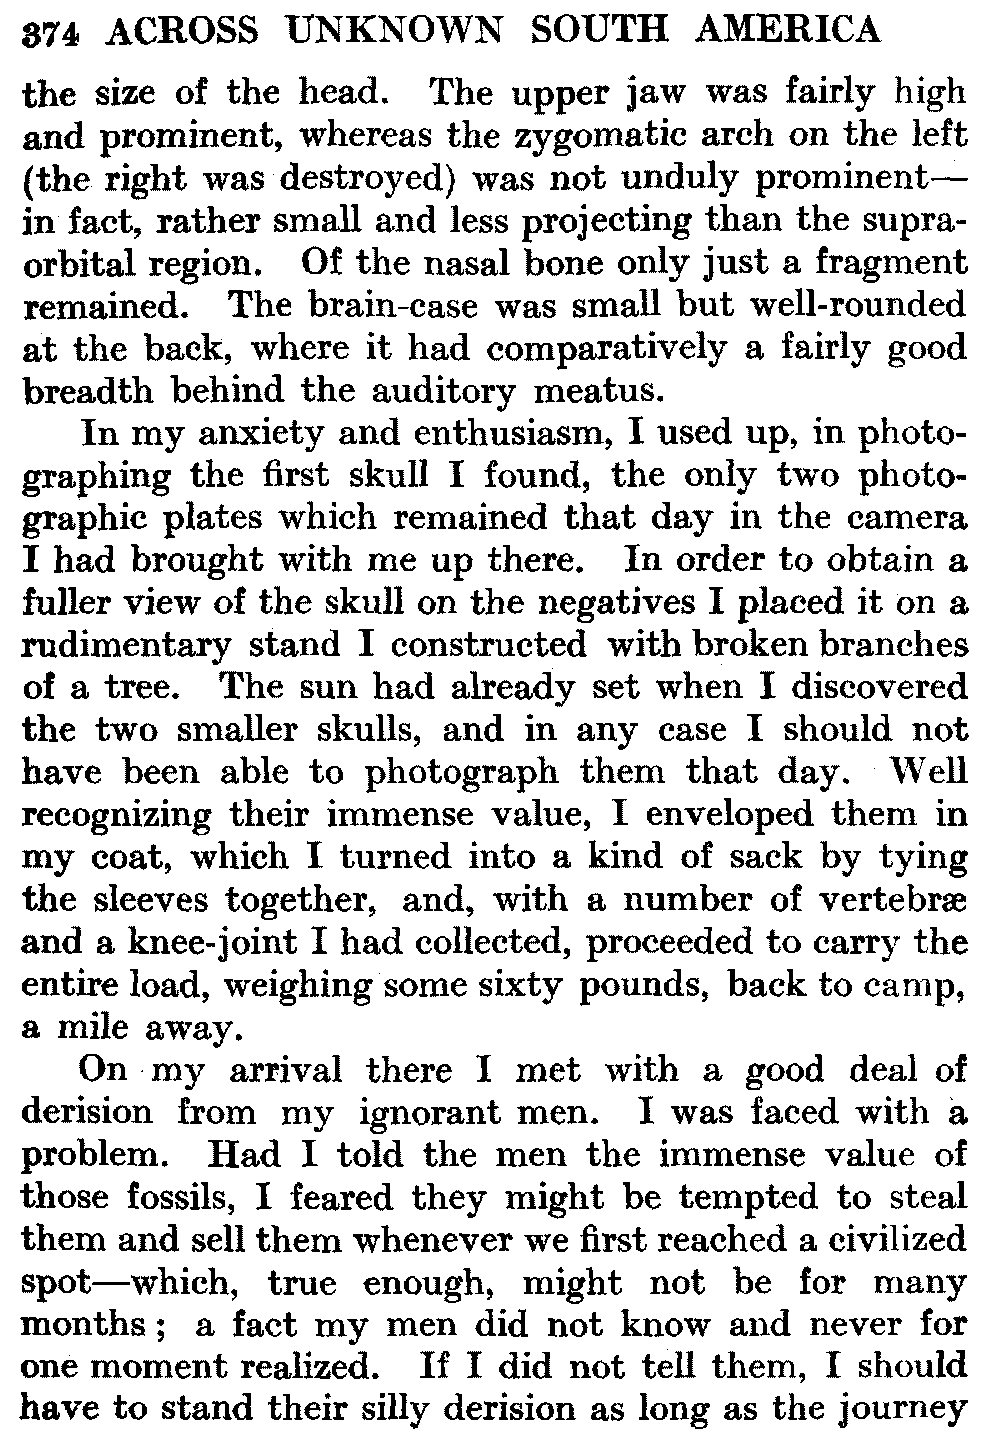 374 ACROSS UNKNOWN SOUTH AMERICA
the size of the head. The upper jaw was fairly high
and prominent, whereas the zygomatic arch on the left
(the right was destroyed) was not unduly prominent—
in fact, rather small and less projecting than the supra-
orbital region. Of the nasal bone only just a fragment
remained. The brain-case was small but well-rounded
at the back, where it had comparatively a fairly good
breadth behind the auditory meatus.
In my anxiety and enthusiasm, I used up, in photo-
graphing the first skull I found, the only two photo-
graphic plates which remained that day in the camera
I had brought with me up there. In order to obtain a
fuller view of the skull on the negatives I placed it on a
rudimentary stand I constructed with broken branches
of a tree. The sun had already set when I discovered
the two smaller skulls, and in any case I should not
have been able to photograph them that day. Well
recognizing their immense value, I enveloped them in
my coat, which I turned into a kind of sack by tying
the sleeves together, and, with a number of vertebræ
and a knee-joint I had collected, proceeded to carry the
entire load, weighing some sixty pounds, back to camp,
a mile away.
On my arrival there I met with a good deal of
derision from my ignorant men. I was faced with a
problem. Had I told the men the immense value of
those fossils, I feared they might be tempted to steal
them and sell them whenever we first reached a civilized
spot—which, true enough, might not be for many
months; a fact my men did not know and never for
one moment realized. If I did not tell them, I should
have to stand their silly derision as long as the journey